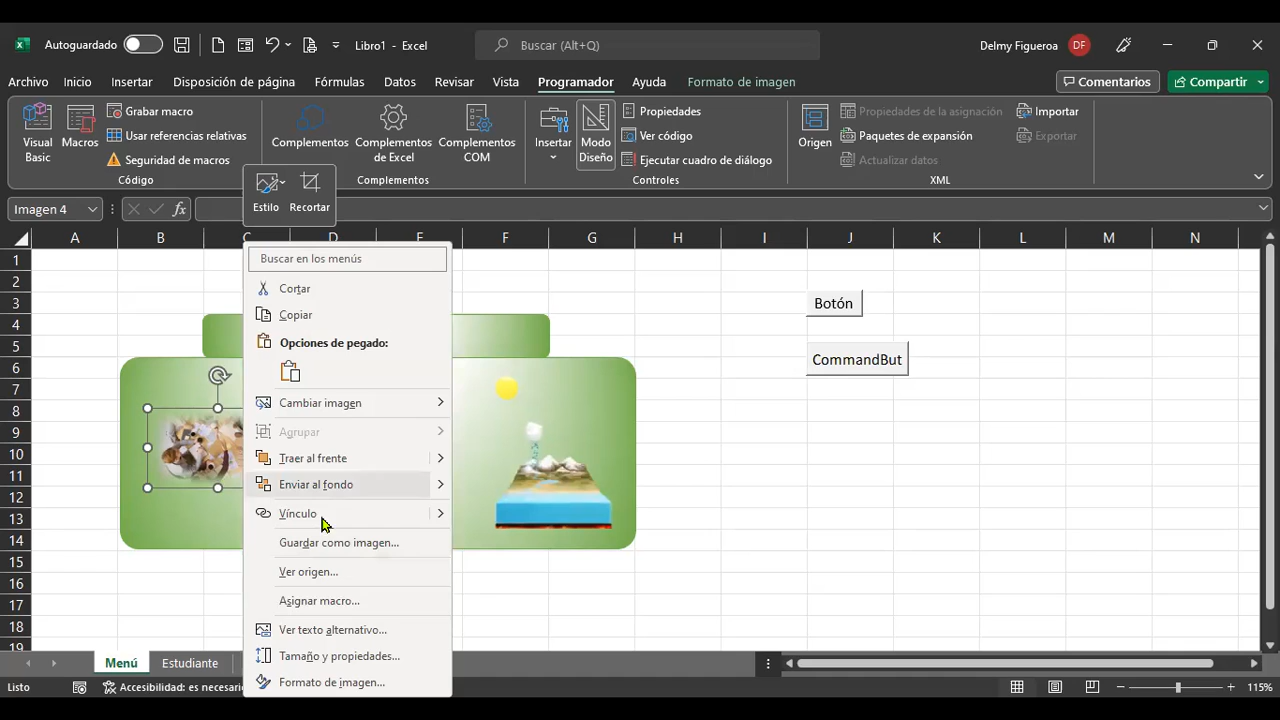 Autoguardado
Libro1 - Excel
Buscar (Alt+Q)
Delmy Figueroa
DF
Archivo
Inicio
Insertar
Disposición de página
Fórmulas
Datos
Revisar
Vista
Programador
Ayuda
Formato de imagen
Comentarios
Compartir
Visual Basic
Macros
Grabar macro
Usar referencias relativas
Seguridad de macros
Código
Complementos
Complementos de Excel
Complementos COM
Complementos
Insertar
Modo Diseño
Propiedades
Ver código
Ejecutar cuadro de diálogo
Controles
Origen
Propiedades de la asignación
Paquetes de expansión
Actualizar datos
Importar
Exportar
XML
Estilo
Recortar
Imagen 4
fx
A B C D E F G H I J K L M N
1
2
3
4
5
6
7
8
9
10
11
12
13
14
15
16
17
18
19
Buscar en los menús
Cortar
Copiar
Opciones de pegado:
Cambiar imagen
Agrupar
Traer al frente
Enviar al fondo
Vínculo
Guardar como imagen...
Ver origen...
Asignar macro...
Ver texto alternativo...
Tamaño y propiedades...
Formato de imagen...
Botón
CommandBut
Menú
Estudiante
Listo
Accesibilidad: es necesario
115%